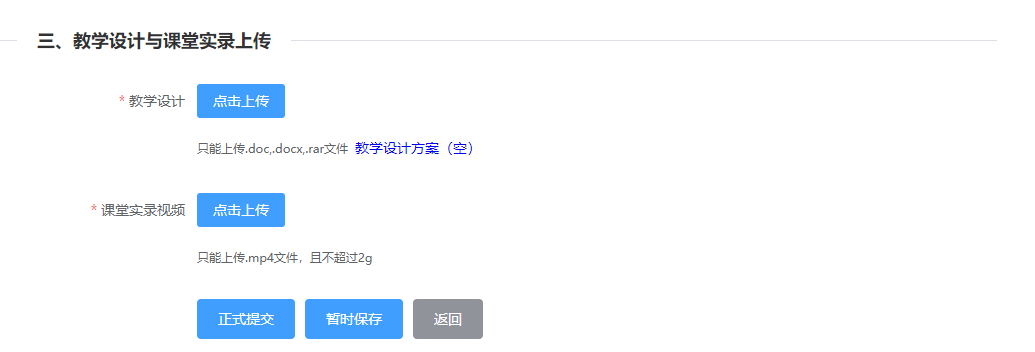 三、教学设计与课堂实录上传
* 教学设计 点击上传
只能上传.doc,.docx,.rar文件 教学设计方案（空）
* 课堂实录视频 点击上传
只能上传.mp4文件，且不超过2g
正式提交 暂时保存 返回